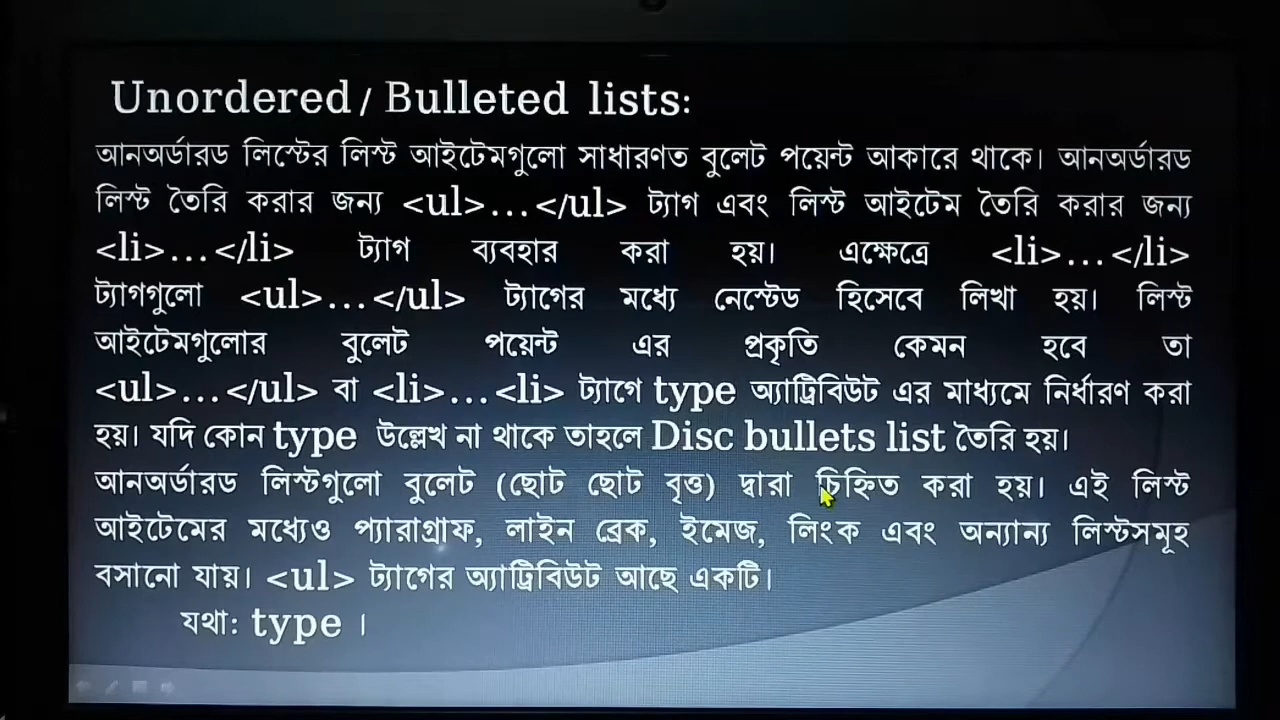 Unordered / Bulleted lists:
আনঅর্ডারড লিস্টের লিস্ট আইটেমগুলো সাধারণত বুলেট পয়েন্ট আকারে থাকে। আনঅর্ডারড
লিস্ট তৈরি করার জন্য <ul>...</ul> ট্যাগ এবং লিস্ট আইটেম তৈরি করার জন্য
<li>...</li> ট্যাগ ব্যবহার করা হয়। এক্ষেত্রে <li>...</li>
ট্যাগগুলো <ul>...</ul> ট্যাগের মধ্যে নেস্টেড হিসেবে লিখা হয়। লিস্ট
আইটেমগুলোর বুলেট পয়েন্ট এর প্রকৃতি কেমন হবে তা
<ul>...</ul> বা <li>...<li> ট্যাগে type অ্যাট্রিবিউট এর মাধ্যমে নির্ধারণ করা
হয়। যদি কোন type উল্লেখ না থাকে তাহলে Disc bullets list তৈরি হয়।
আনঅর্ডারড লিস্টগুলো বুলেট (ছোট ছোট বৃত্ত) দ্বারা চিহ্নিত করা হয়। এই লিস্ট
আইটেমের মধ্যেও প্যারাগ্রাফ, লাইন ব্রেক, ইমেজ, লিংক এবং অন্যান্য লিস্টসমূহ
বসানো যায়। <ul> ট্যাগের অ্যাট্রিবিউট আছে একটি।
যথা: type ।